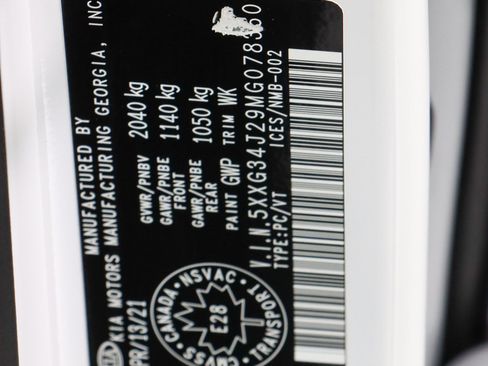 MANUFACTURED BY
KIA MOTORS MANUFACTURING GEORGIA, INC
PR/13/21
GVWR/PNBV 2040 kg
GAWR/PNBE 1140 kg
FRONT
GAWR/PNBE 1050 kg
REAR
PAINT GWP TRIM WK
V.I.N.5XXG34J29MG078360
TYPE:PC/VT ICES/NMB-002
CANADA NSVAC TRANSPORT CMVSS
E28